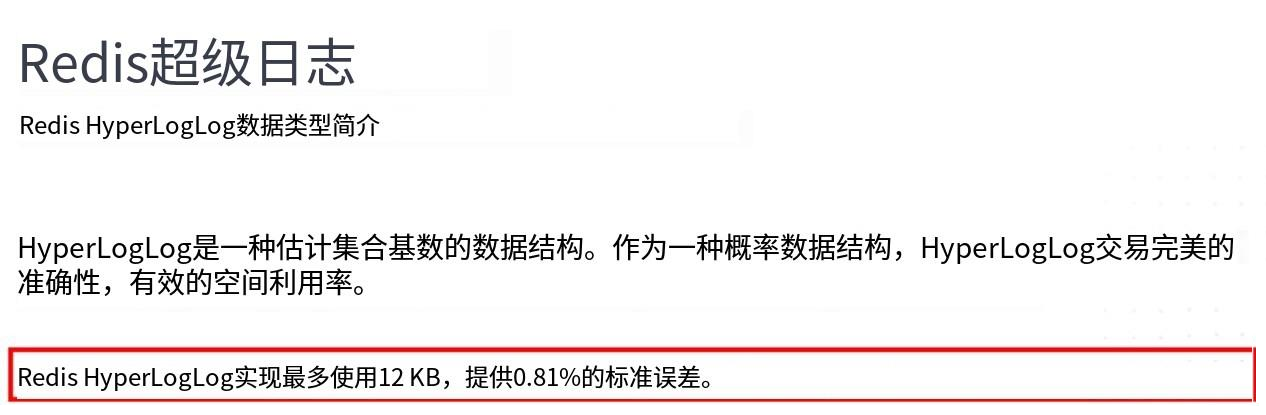 Redis超级日志
Redis HyperLogLog数据类型简介
HyperLogLog是一种估计集合基数的数据结构。作为一种概率数据结构，HyperLogLog交易完美的
准确性，有效的空间利用率。
Redis HyperLogLog实现最多使用12 KB，提供0.81%的标准误差。